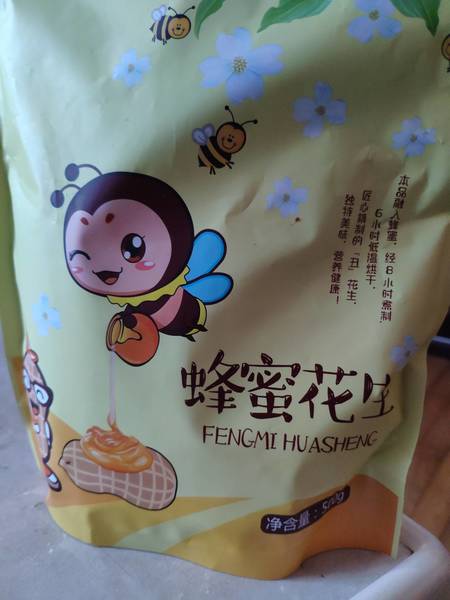 本品融入蜂蜜，经8小时煮制，
6小时低温烘干，
匠心精制的“丑”花生，
独特美味，营养健康！
蜂蜜花生
FENGMI HUASHENG
净含量：500g